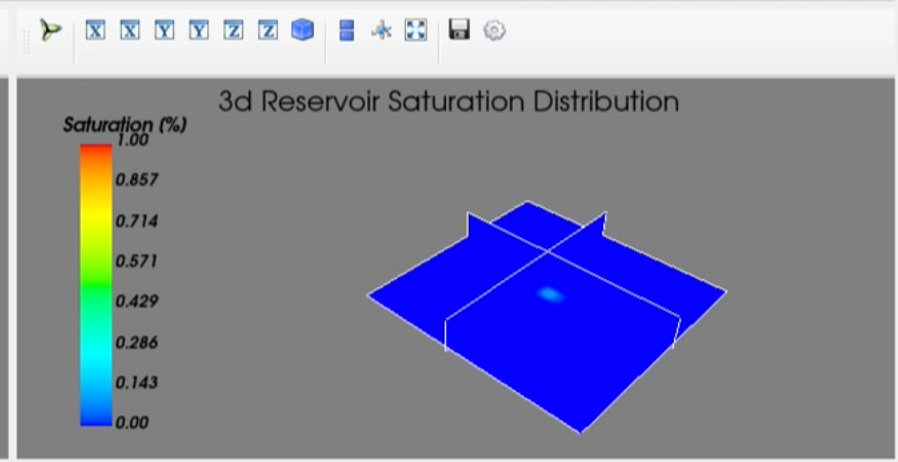 X X Y Y Z Z
3d Reservoir Saturation Distribution
Saturation (%)
1.00
0.857
0.714
0.571
0.429
0.286
0.143
0.00